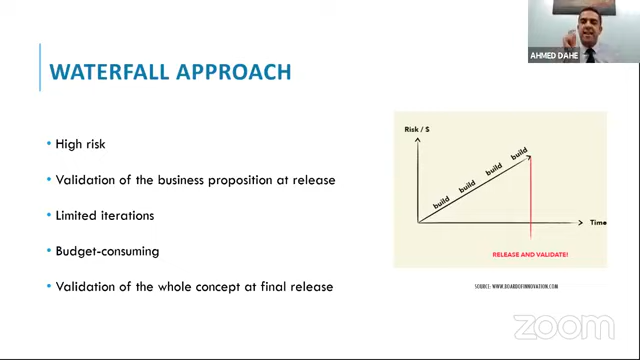 AHMED DAHE
WATERFALL APPROACH
• High risk
• Validation of the business proposition at release
• Limited iterations
• Budget-consuming
• Validation of the whole concept at final release
Risk / $
build
build
build
build
Time
RELEASE AND VALIDATE!
SOURCE: WWW.BOARDOFINNOVATION.COM
zoom